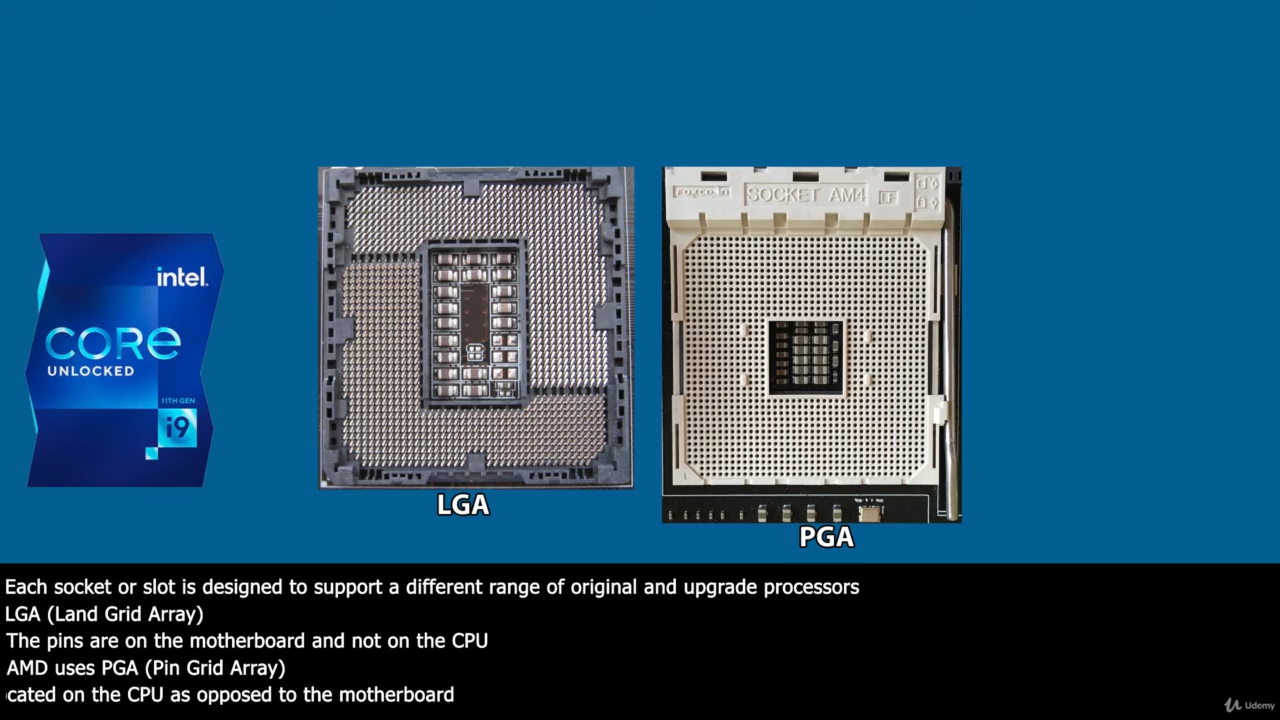 FOXCONN
SOCKET AM4
LF
intel.
CORE
UNLOCKED
11TH GEN
i9
LGA
PGA
Each socket or slot is designed to support a different range of original and upgrade processors
LGA (Land Grid Array)
The pins are on the motherboard and not on the CPU
AMD uses PGA (Pin Grid Array)
cated on the CPU as opposed to the motherboard
Udemy